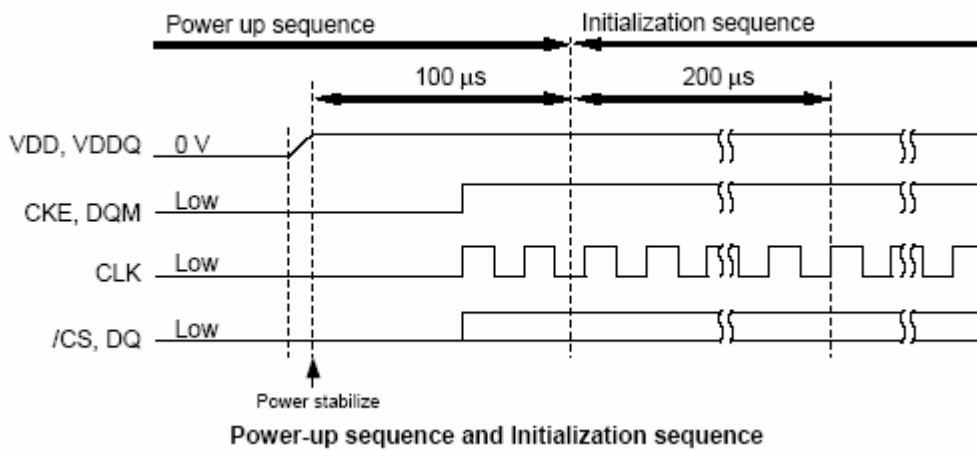 Power up sequence
Initialization sequence
100 µs
200 µs
VDD, VDDQ
0 V
CKE, DQM
Low
CLK
Low
/CS, DQ
Low
Power stabilize
Power-up sequence and Initialization sequence